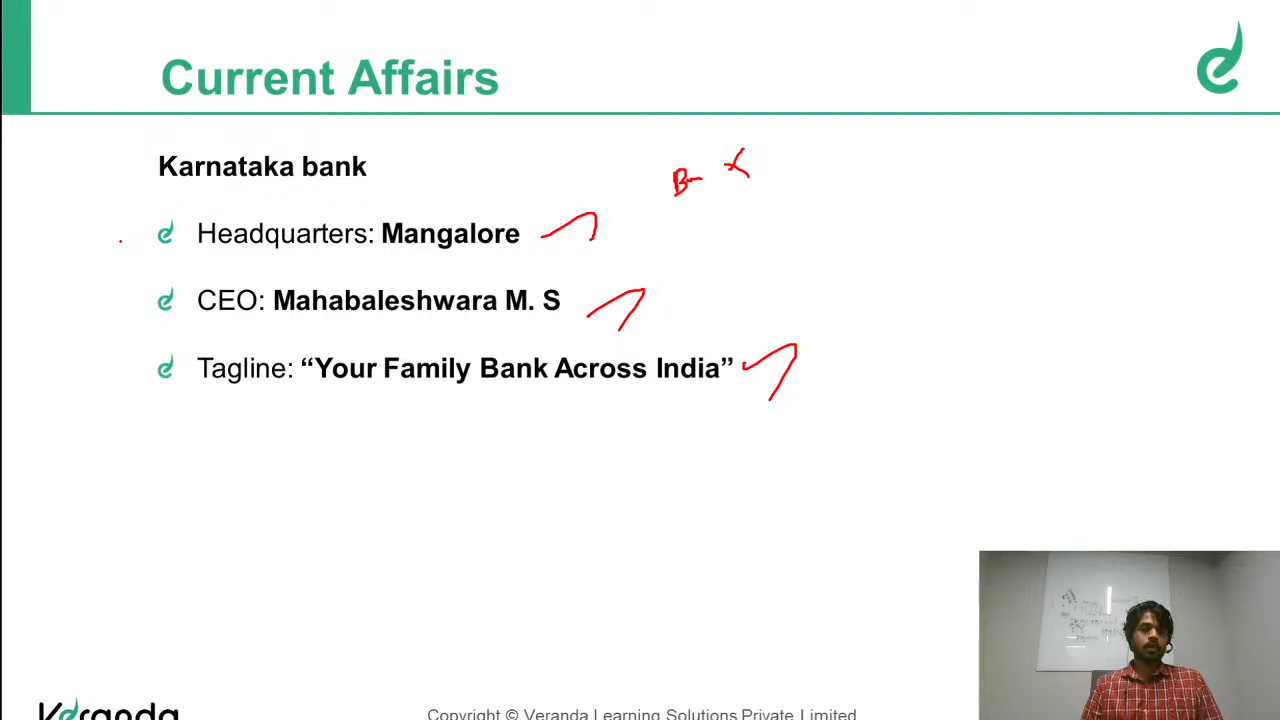 Current Affairs
Karnataka bank
Headquarters: Mangalore
CEO: Mahabaleshwara M. S
Tagline: “Your Family Bank Across India”
Veranda
Copyright © Veranda Learning Solutions Private Limited